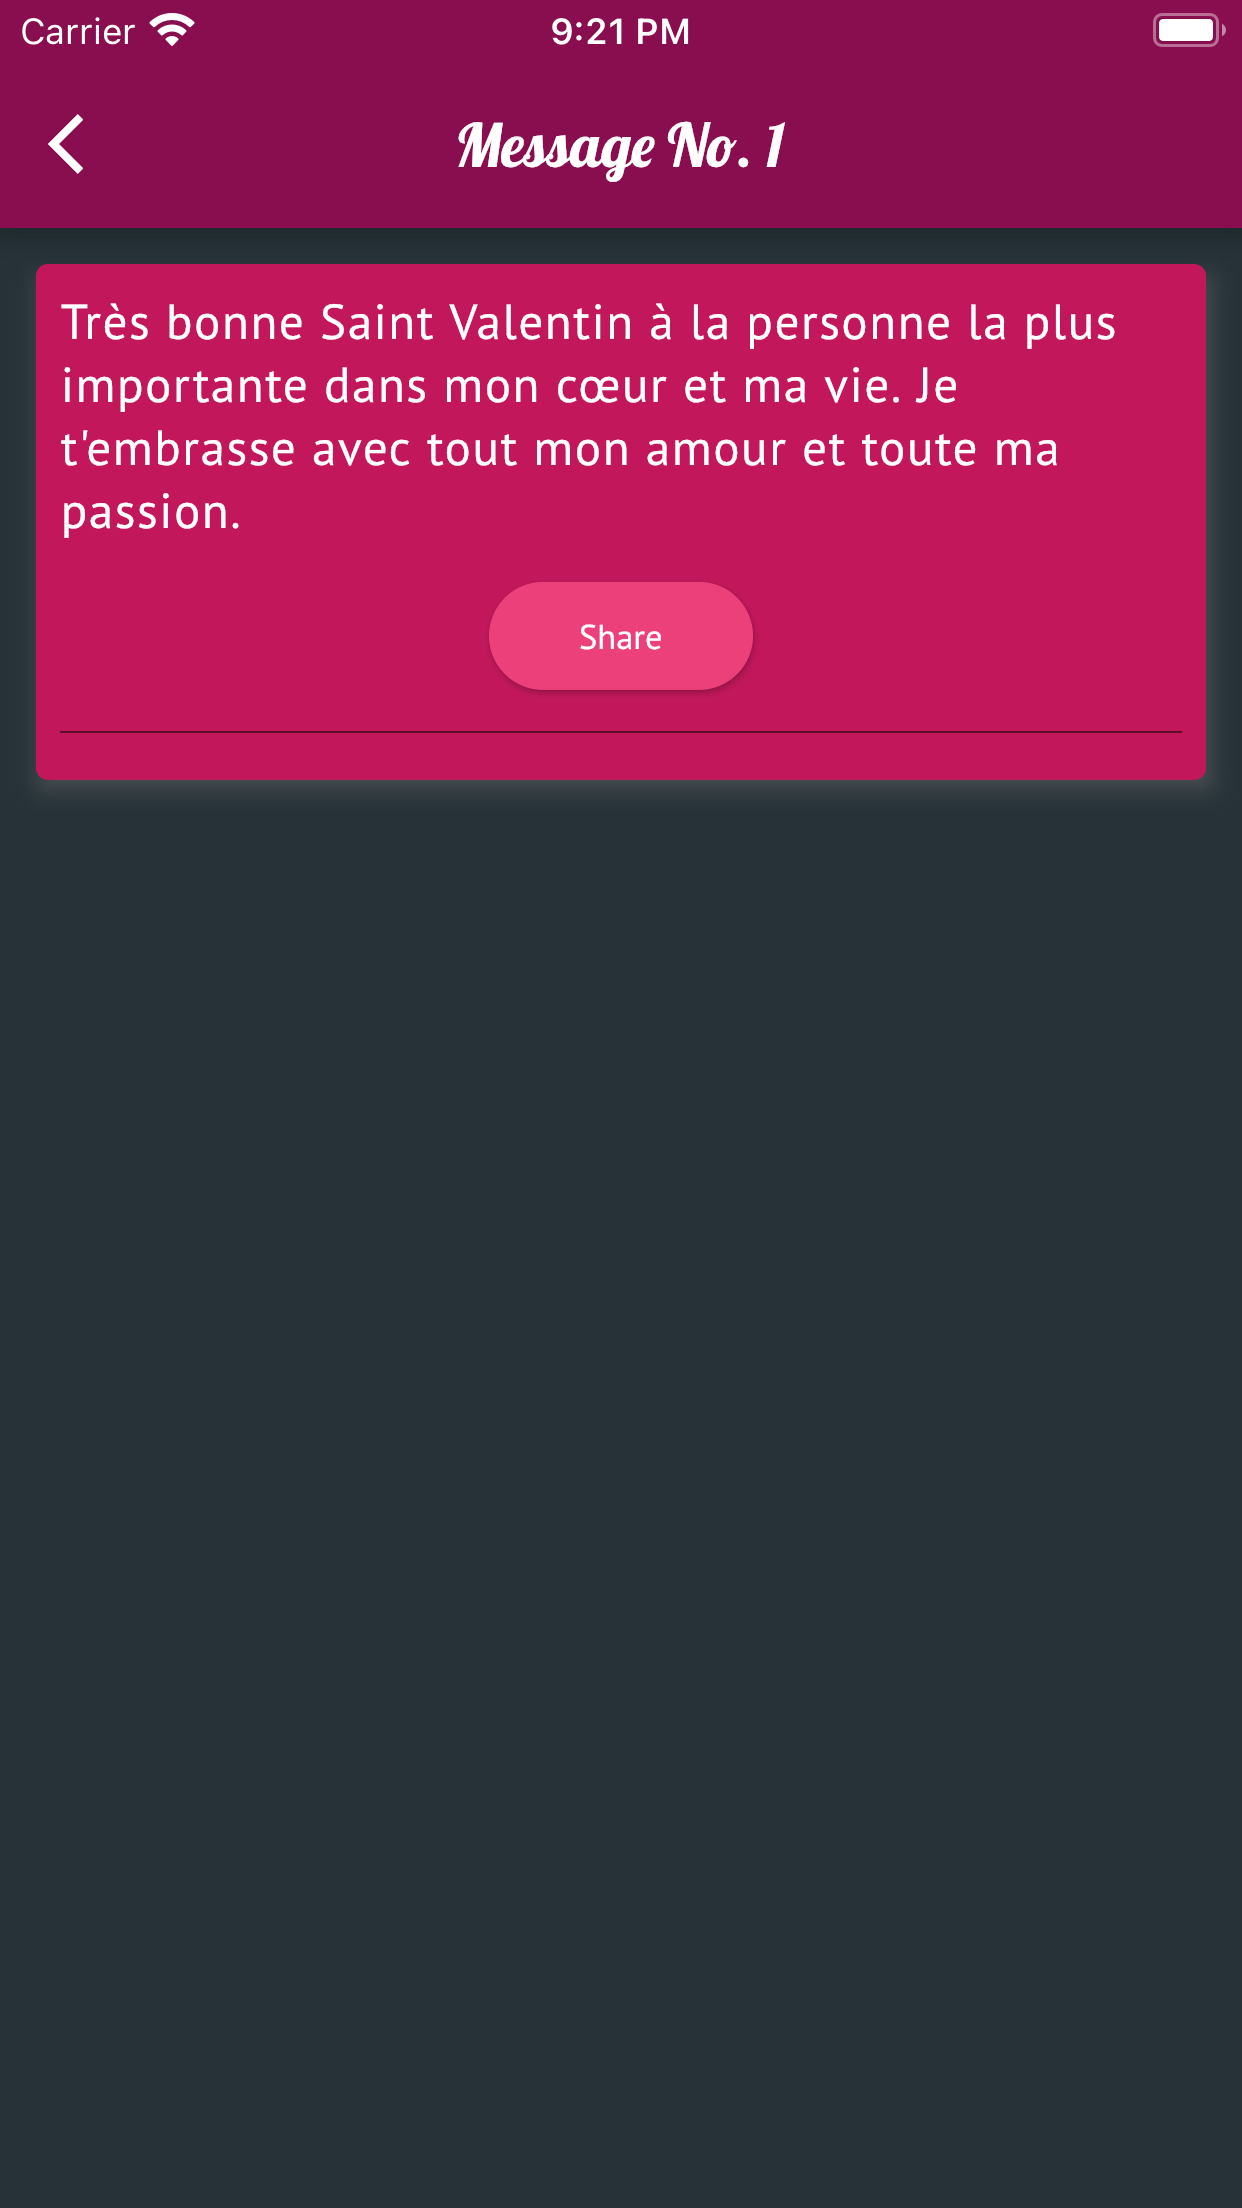 Carrier
9:21 PM
Message No. 1
Très bonne Saint Valentin à la personne la plus
importante dans mon cœur et ma vie. Je
t'embrasse avec tout mon amour et toute ma
passion.
Share